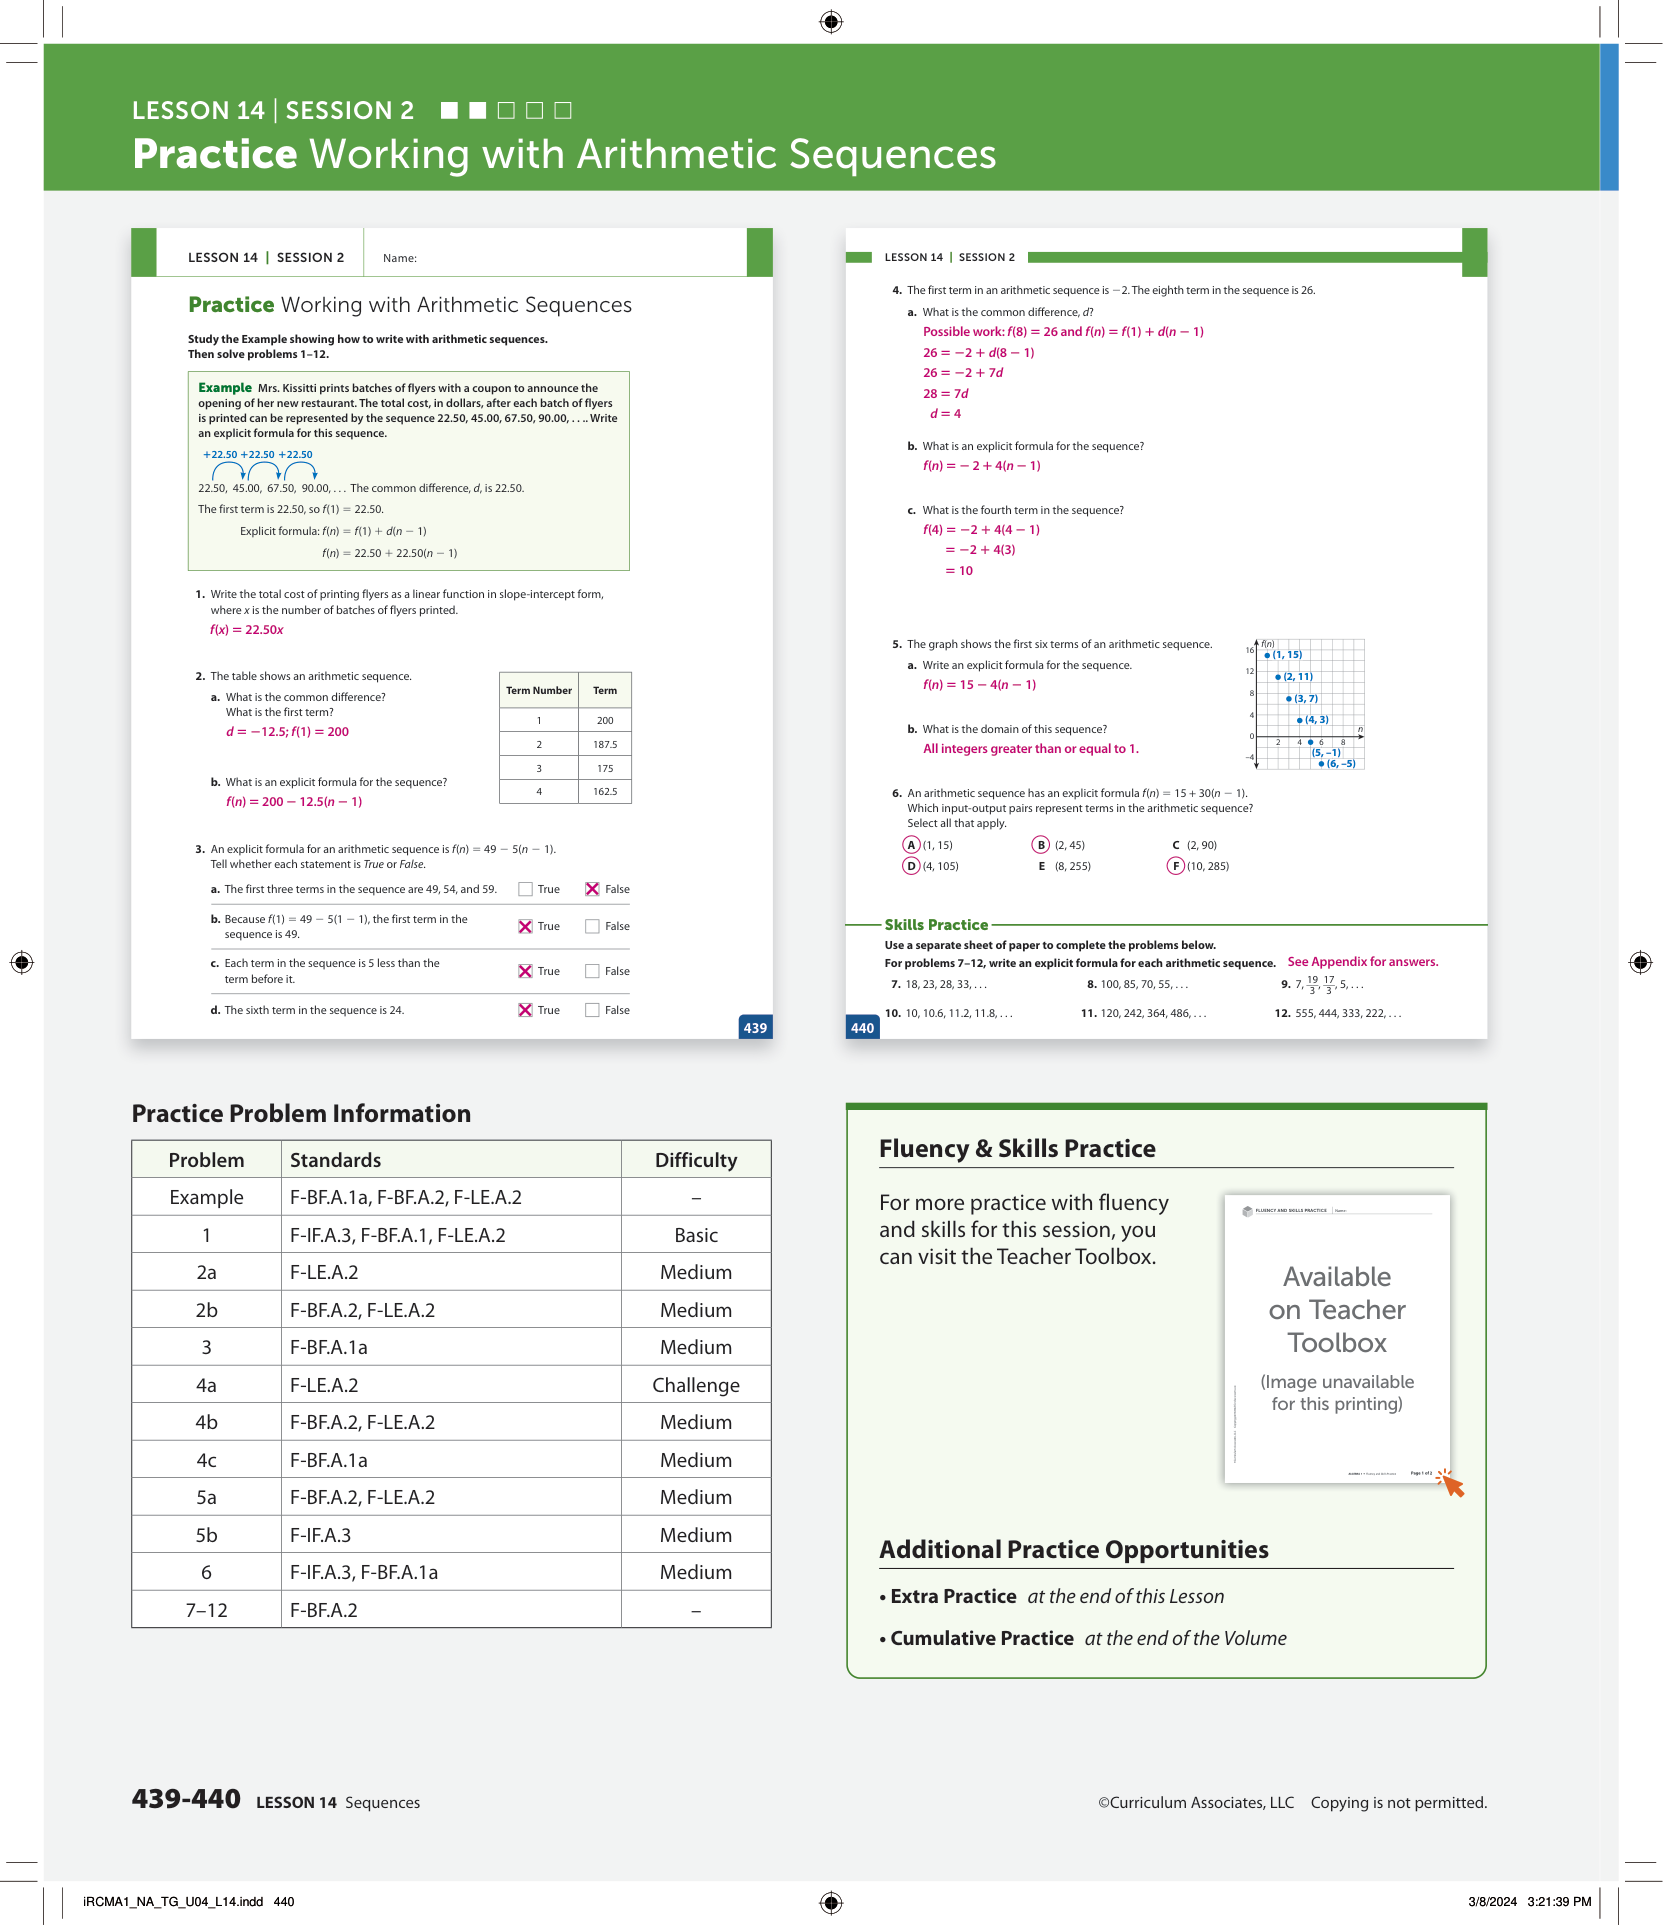 LESSON 14 | SESSION 2
Practice Working with Arithmetic Sequences
LESSON 14 | SESSION 2
Name:
Practice Working with Arithmetic Sequences
Study the Example showing how to write with arithmetic sequences.
Then solve problems 1–12.
Example Mrs. Kissitti prints batches of flyers with a coupon to announce the
opening of her new restaurant. The total cost, in dollars, after each batch of flyers
is printed can be represented by the sequence 22.50, 45.00, 67.50, 90.00, . . .. Write
an explicit formula for this sequence.
+22.50 +22.50 +22.50
22.50, 45.00, 67.50, 90.00, . . . The common difference, d, is 22.50.
The first term is 22.50, so f(1) = 22.50.
Explicit formula: f(n) = f(1) + d(n − 1)
f(n) = 22.50 + 22.50(n − 1)
1. Write the total cost of printing flyers as a linear function in slope-intercept form,
where x is the number of batches of flyers printed.
f(x) = 22.50x
2. The table shows an arithmetic sequence.
a. What is the common difference?
What is the first term?
d = −12.5; f(1) = 200
b. What is an explicit formula for the sequence?
f(n) = 200 − 12.5(n − 1)
Term Number Term
1 200
2 187.5
3 175
4 162.5
3. An explicit formula for an arithmetic sequence is f(n) = 49 − 5(n − 1).
Tell whether each statement is True or False.
a. The first three terms in the sequence are 49, 54, and 59. True False
b. Because f(1) = 49 − 5(1 − 1), the first term in the
sequence is 49. True False
c. Each term in the sequence is 5 less than the
term before it. True False
d. The sixth term in the sequence is 24. True False
439
LESSON 14 | SESSION 2
4. The first term in an arithmetic sequence is −2. The eighth term in the sequence is 26.
a. What is the common difference, d?
Possible work: f(8) = 26 and f(n) = f(1) + d(n − 1)
26 = −2 + d(8 − 1)
26 = −2 + 7d
28 = 7d
d = 4
b. What is an explicit formula for the sequence?
f(n) = − 2 + 4(n − 1)
c. What is the fourth term in the sequence?
f(4) = −2 + 4(4 − 1)
= −2 + 4(3)
= 10
5. The graph shows the first six terms of an arithmetic sequence.
a. Write an explicit formula for the sequence.
f(n) = 15 − 4(n − 1)
b. What is the domain of this sequence?
All integers greater than or equal to 1.
f(n)
16
12
8
4
0
–4
2 4 6 8
n
(1, 15)
(2, 11)
(3, 7)
(4, 3)
(5, –1)
(6, –5)
6. An arithmetic sequence has an explicit formula f(n) = 15 + 30(n − 1).
Which input-output pairs represent terms in the arithmetic sequence?
Select all that apply.
A (1, 15) B (2, 45) C (2, 90)
D (4, 105) E (8, 255) F (10, 285)
Skills Practice
Use a separate sheet of paper to complete the problems below.
For problems 7–12, write an explicit formula for each arithmetic sequence. See Appendix for answers.
7. 18, 23, 28, 33, . . . 8. 100, 85, 70, 55, . . . 9. 7, 19/3, 17/3, 5, . . .
10. 10, 10.6, 11.2, 11.8, . . . 11. 120, 242, 364, 486, . . . 12. 555, 444, 333, 222, . . .
440
Practice Problem Information
Problem Standards Difficulty
Example F-BF.A.1a, F-BF.A.2, F-LE.A.2 –
1 F-IF.A.3, F-BF.A.1, F-LE.A.2 Basic
2a F-LE.A.2 Medium
2b F-BF.A.2, F-LE.A.2 Medium
3 F-BF.A.1a Medium
4a F-LE.A.2 Challenge
4b F-BF.A.2, F-LE.A.2 Medium
4c F-BF.A.1a Medium
5a F-BF.A.2, F-LE.A.2 Medium
5b F-IF.A.3 Medium
6 F-IF.A.3, F-BF.A.1a Medium
7–12 F-BF.A.2 –
Fluency & Skills Practice
For more practice with fluency
and skills for this session, you
can visit the Teacher Toolbox.
FLUENCY AND SKILLS PRACTICE Name:
Available
on Teacher
Toolbox
(Image unavailable
for this printing)
Page 1 of 2
Additional Practice Opportunities
• Extra Practice at the end of this Lesson
• Cumulative Practice at the end of the Volume
439-440 LESSON 14 Sequences
©Curriculum Associates, LLC Copying is not permitted.
iRCMA1_NA_TG_U04_L14.indd 440
3/8/2024 3:21:39 PM